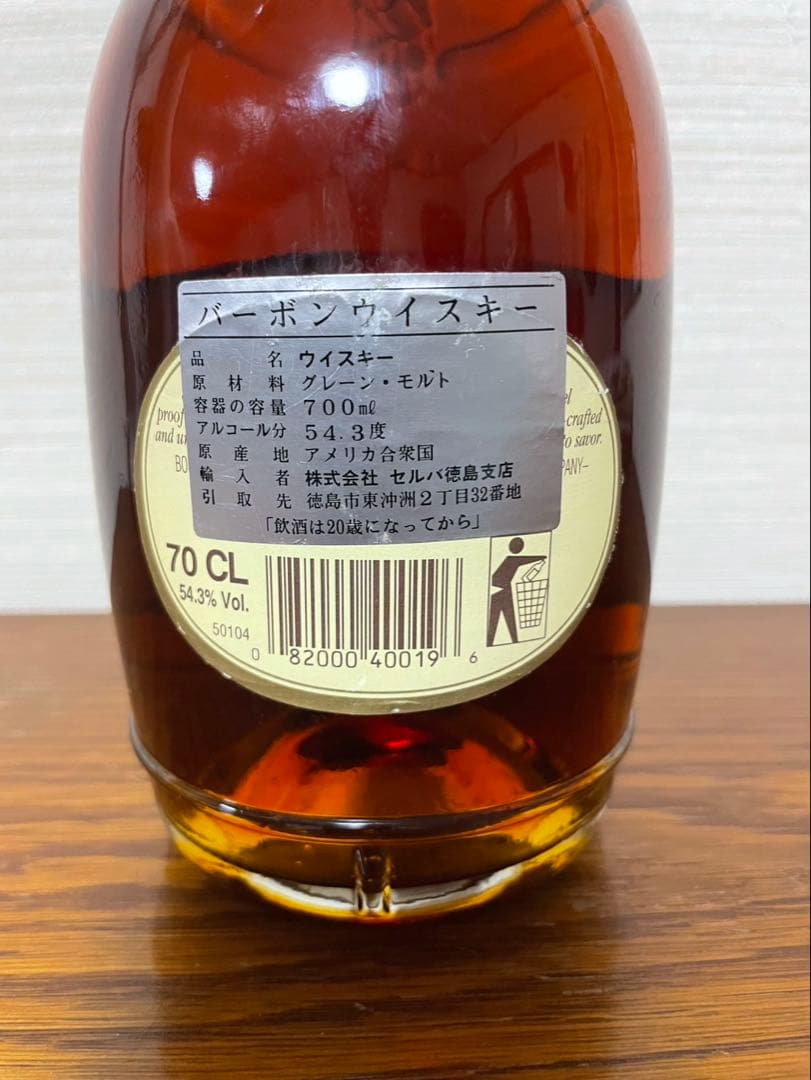 バーボンウイスキー
品名 ウイスキー
原材料 グレーン・モルト
容器の容量 700㎖
アルコール分 54.3度
原産地 アメリカ合衆国
輸入者 株式会社 セルバ徳島支店
引取先 徳島市東沖洲2丁目32番地
「飲酒は20歳になってから」
proof
-crafted
and
to savor.
70 CL
54.3% Vol.
50104
0 82000 40019 6